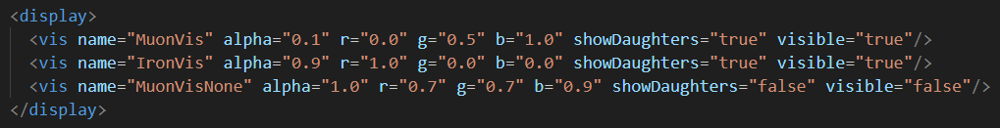 <display>
<vis name="MuonVis" alpha="0.1" r="0.0" g="0.5" b="1.0" showDaughters="true" visible="true"/>
<vis name="IronVis" alpha="0.9" r="1.0" g="0.0" b="0.0" showDaughters="true" visible="true"/>
<vis name="MuonVisNone" alpha="1.0" r="0.7" g="0.7" b="0.9" showDaughters="false" visible="false"/>
</display>